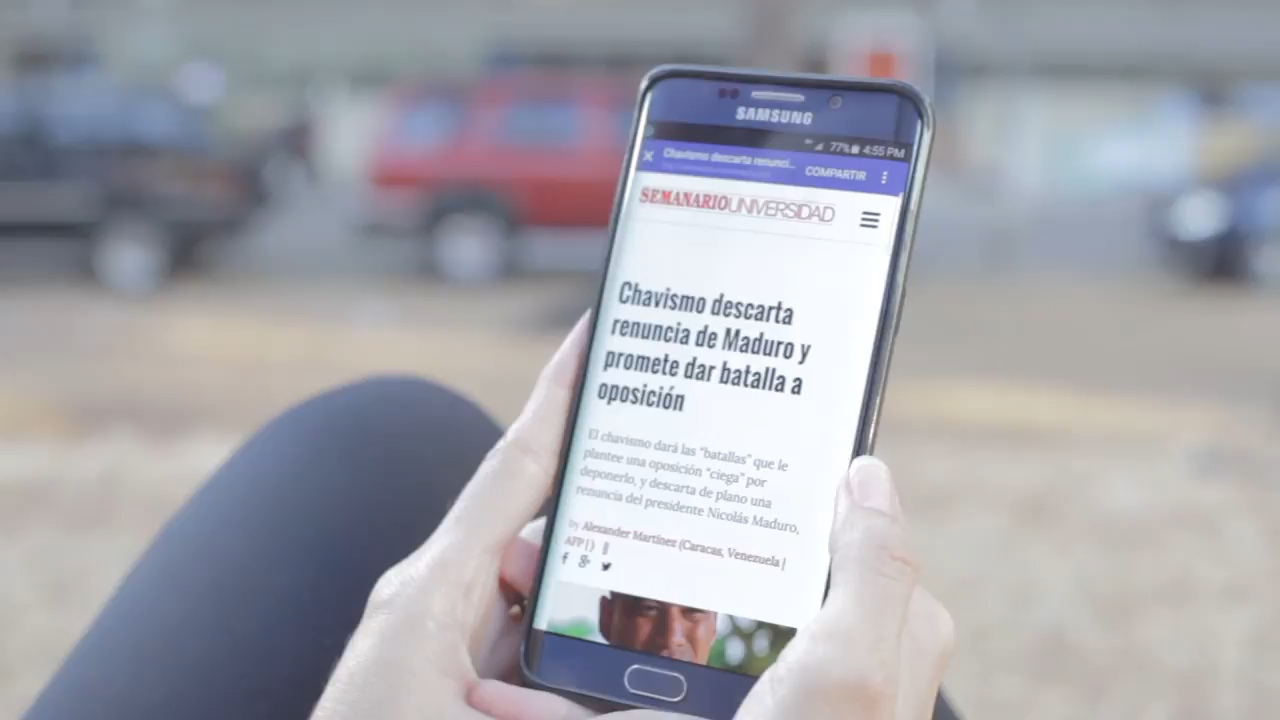 SAMSUNG
77% 4:55 PM
Chavismo descarta renunci... COMPARTIR
SEMANARIOUNIVERSIDAD
Chavismo descarta
renuncia de Maduro y
promete dar batalla a
oposición
El chavismo dará las "batallas" que le
plantee una oposición "ciega" por
deponerlo, y descarta de plano una
renuncia del presidente Nicolás Maduro,
by Alexander Martínez (Caracas, Venezuela |
AFP | )